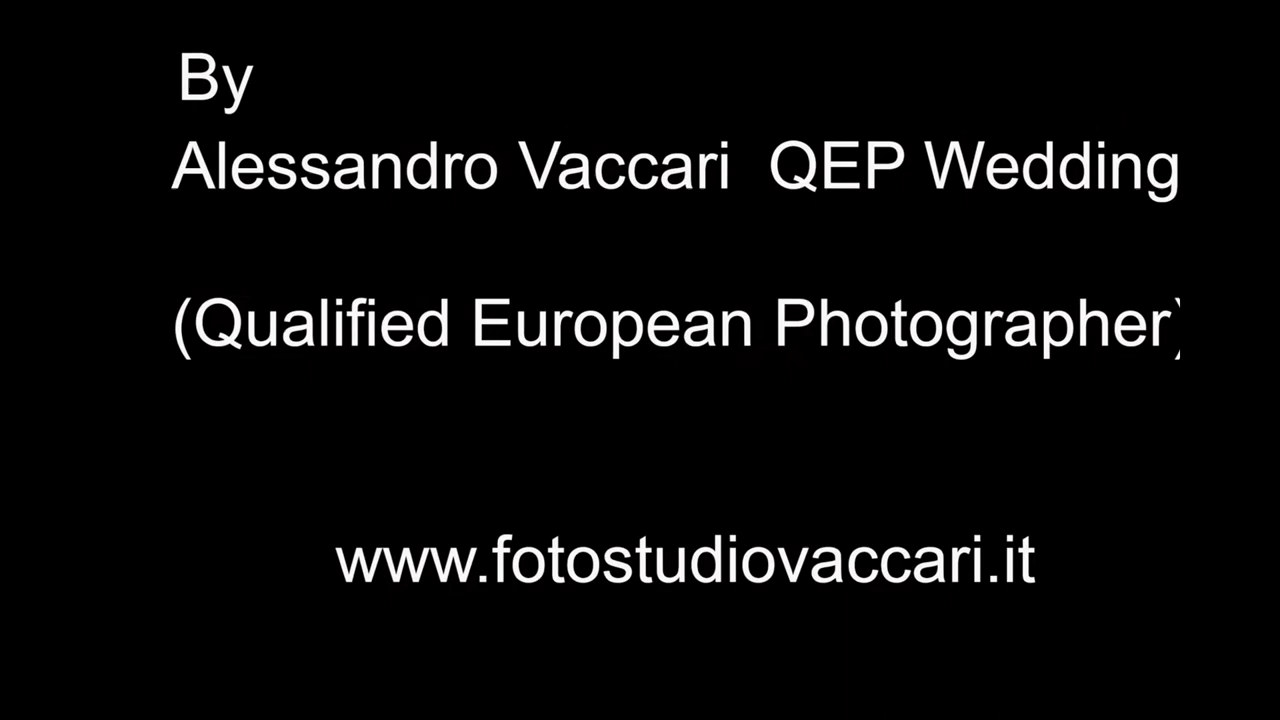 By
Alessandro Vaccari  QEP Wedding
(Qualified European Photographer)
www.fotostudiovaccari.it